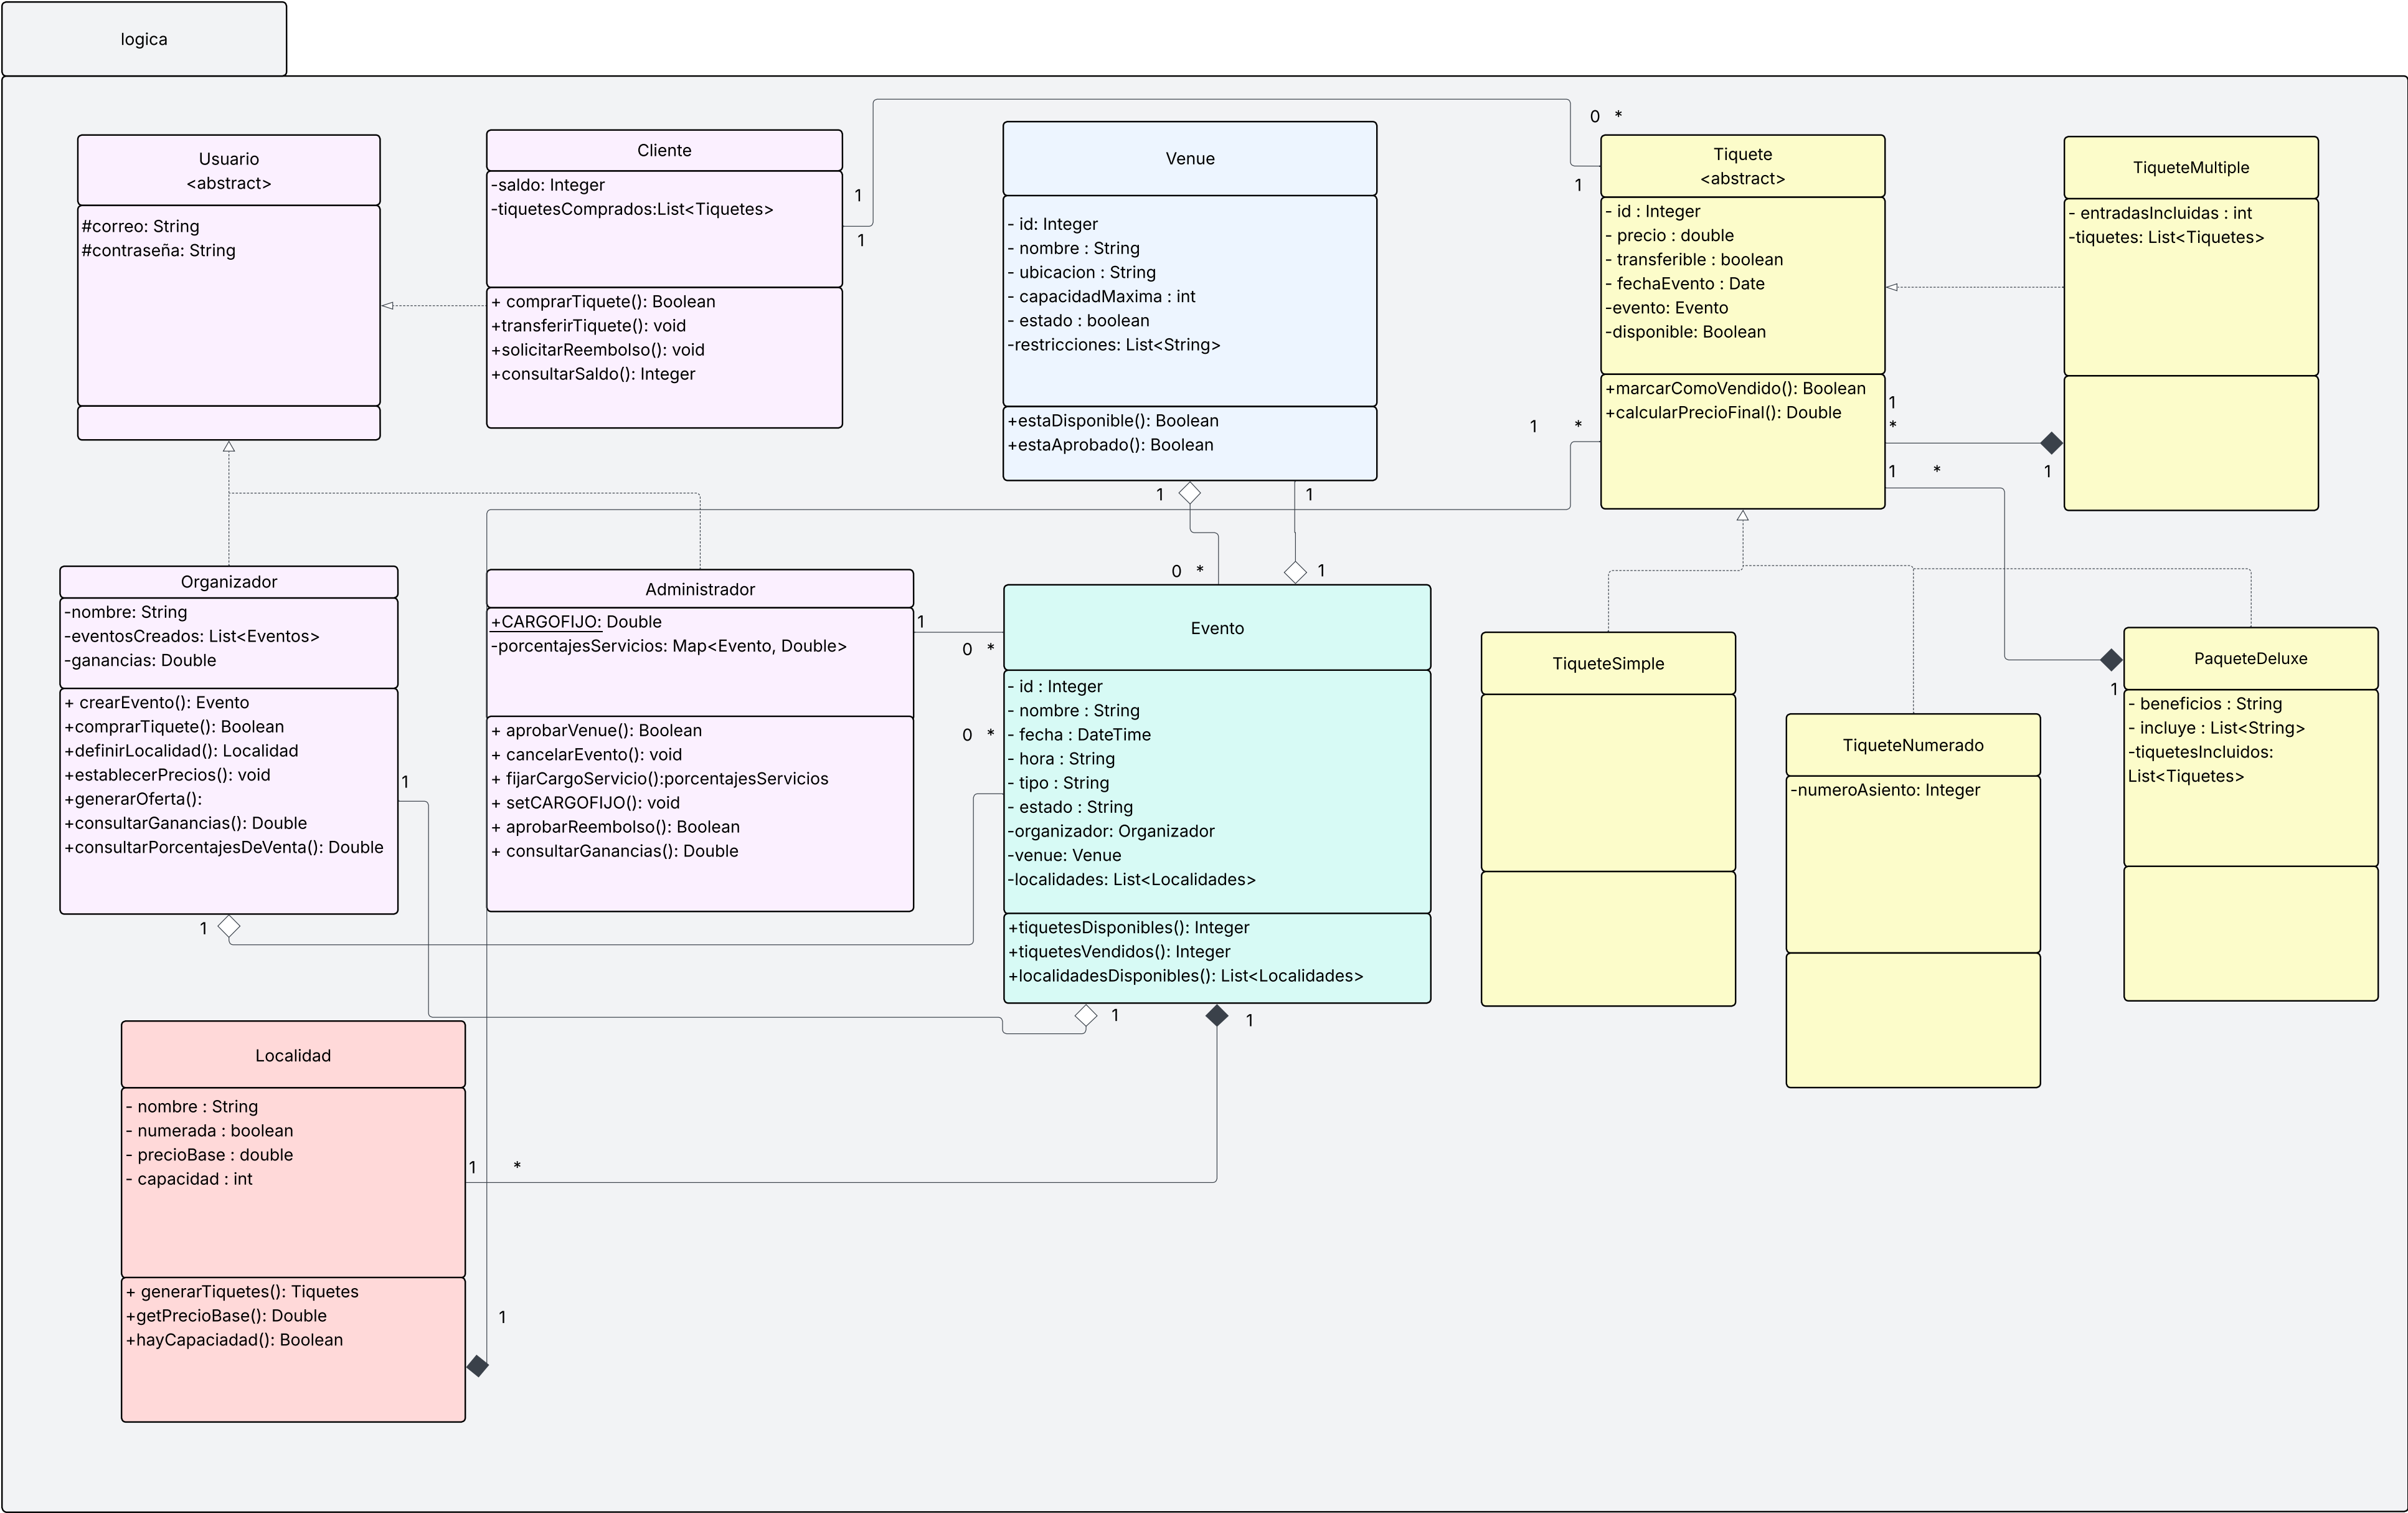 logica
Usuario
<abstract>
#correo: String
#contraseña: String
Cliente
-saldo: Integer
-tiquetesComprados:List<Tiquetes>
+ comprarTiquete(): Boolean
+transferirTiquete(): void
+solicitarReembolso(): void
+consultarSaldo(): Integer
1
1
Venue
- id: Integer
- nombre : String
- ubicacion : String
- capacidadMaxima : int
- estado : boolean
-restricciones: List<String>
+estaDisponible(): Boolean
+estaAprobado(): Boolean
1
1
0 *
1
0 *
1
Tiquete
<abstract>
- id : Integer
- precio : double
- transferible : boolean
- fechaEvento : Date
-evento: Evento
-disponible: Boolean
+marcarComoVendido(): Boolean
+calcularPrecioFinal(): Double
1 *
1
*
1 *
1
TiqueteMultiple
- entradasIncluidas : int
-tiquetes: List<Tiquetes>
Organizador
-nombre: String
-eventosCreados: List<Eventos>
-ganancias: Double
+ crearEvento(): Evento
+comprarTiquete(): Boolean
+definirLocalidad(): Localidad
+establecerPrecios(): void
+generarOferta():
+consultarGanancias(): Double
+consultarPorcentajesDeVenta(): Double
1
1
Administrador
+CARGOFIJO: Double
-porcentajesServicios: Map<Evento, Double>
+ aprobarVenue(): Boolean
+ cancelarEvento(): void
+ fijarCargoServicio():porcentajesServicios
+ setCARGOFIJO(): void
+ aprobarReembolso(): Boolean
+ consultarGanancias(): Double
1
0 *
0 *
Evento
- id : Integer
- nombre : String
- fecha : DateTime
- hora : String
- tipo : String
- estado : String
-organizador: Organizador
-venue: Venue
-localidades: List<Localidades>
+tiquetesDisponibles(): Integer
+tiquetesVendidos(): Integer
+localidadesDisponibles(): List<Localidades>
1
1
TiqueteSimple
TiqueteNumerado
-numeroAsiento: Integer
PaqueteDeluxe
- beneficios : String
- incluye : List<String>
-tiquetesIncluidos:
List<Tiquetes>
1
Localidad
- nombre : String
- numerada : boolean
- precioBase : double
- capacidad : int
+ generarTiquetes(): Tiquetes
+getPrecioBase(): Double
+hayCapaciadad(): Boolean
1 *
1